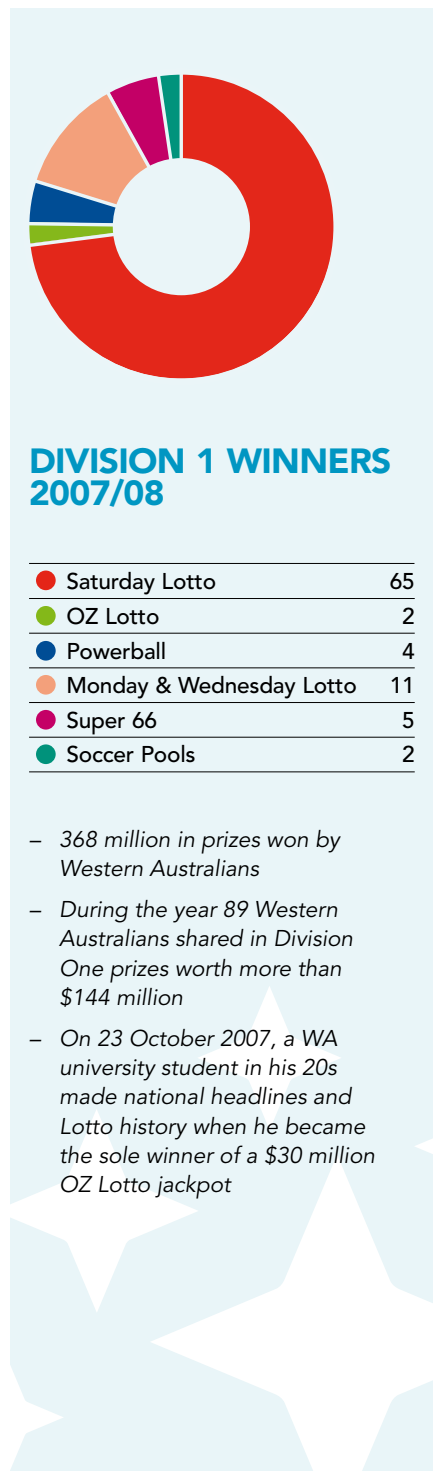 DIVISION 1 WINNERS
2007/08
Saturday Lotto 65
OZ Lotto 2
Powerball 4
Monday & Wednesday Lotto 11
Super 66 5
Soccer Pools 2
– 368 million in prizes won by
Western Australians
– During the year 89 Western
Australians shared in Division
One prizes worth more than
$144 million
– On 23 October 2007, a WA
university student in his 20s
made national headlines and
Lotto history when he became
the sole winner of a $30 million
OZ Lotto jackpot